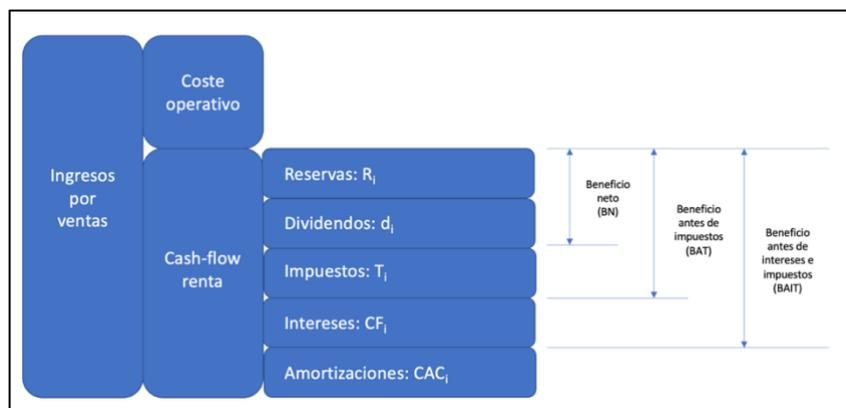 Ingresos
por
ventas
Coste
operativo
Cash-flow
renta
Reservas: Rᵢ
Dividendos: dᵢ
Impuestos: Tᵢ
Intereses: CFᵢ
Amortizaciones: CACᵢ
Beneficio
neto
(BN)
Beneficio
antes de
impuestos
(BAT)
Beneficio
antes de
intereses e
impuestos
(BAIT)